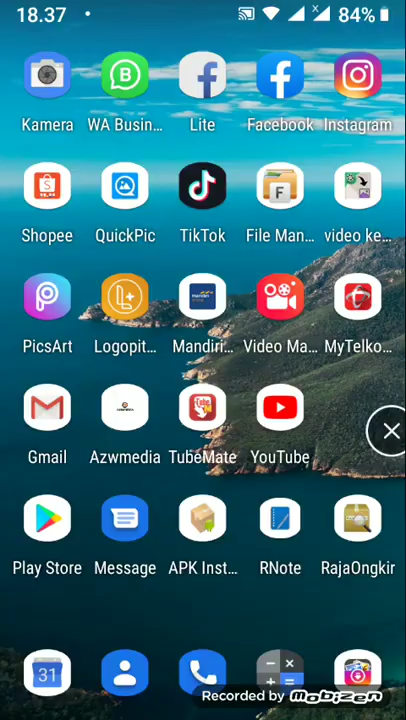 18.37
x
84%
Kamera
WA Busin...
Lite
Facebook
Instagram
Shopee
QuickPic
TikTok
File Man...
video ke...
PicsArt
Logopit...
Mandiri...
Video Ma...
MyTelko...
Gmail
Azwmedia
TubeMate
YouTube
Play Store
Message
APK Inst...
RNote
RajaOngkir
31
Recorded by Mobizen